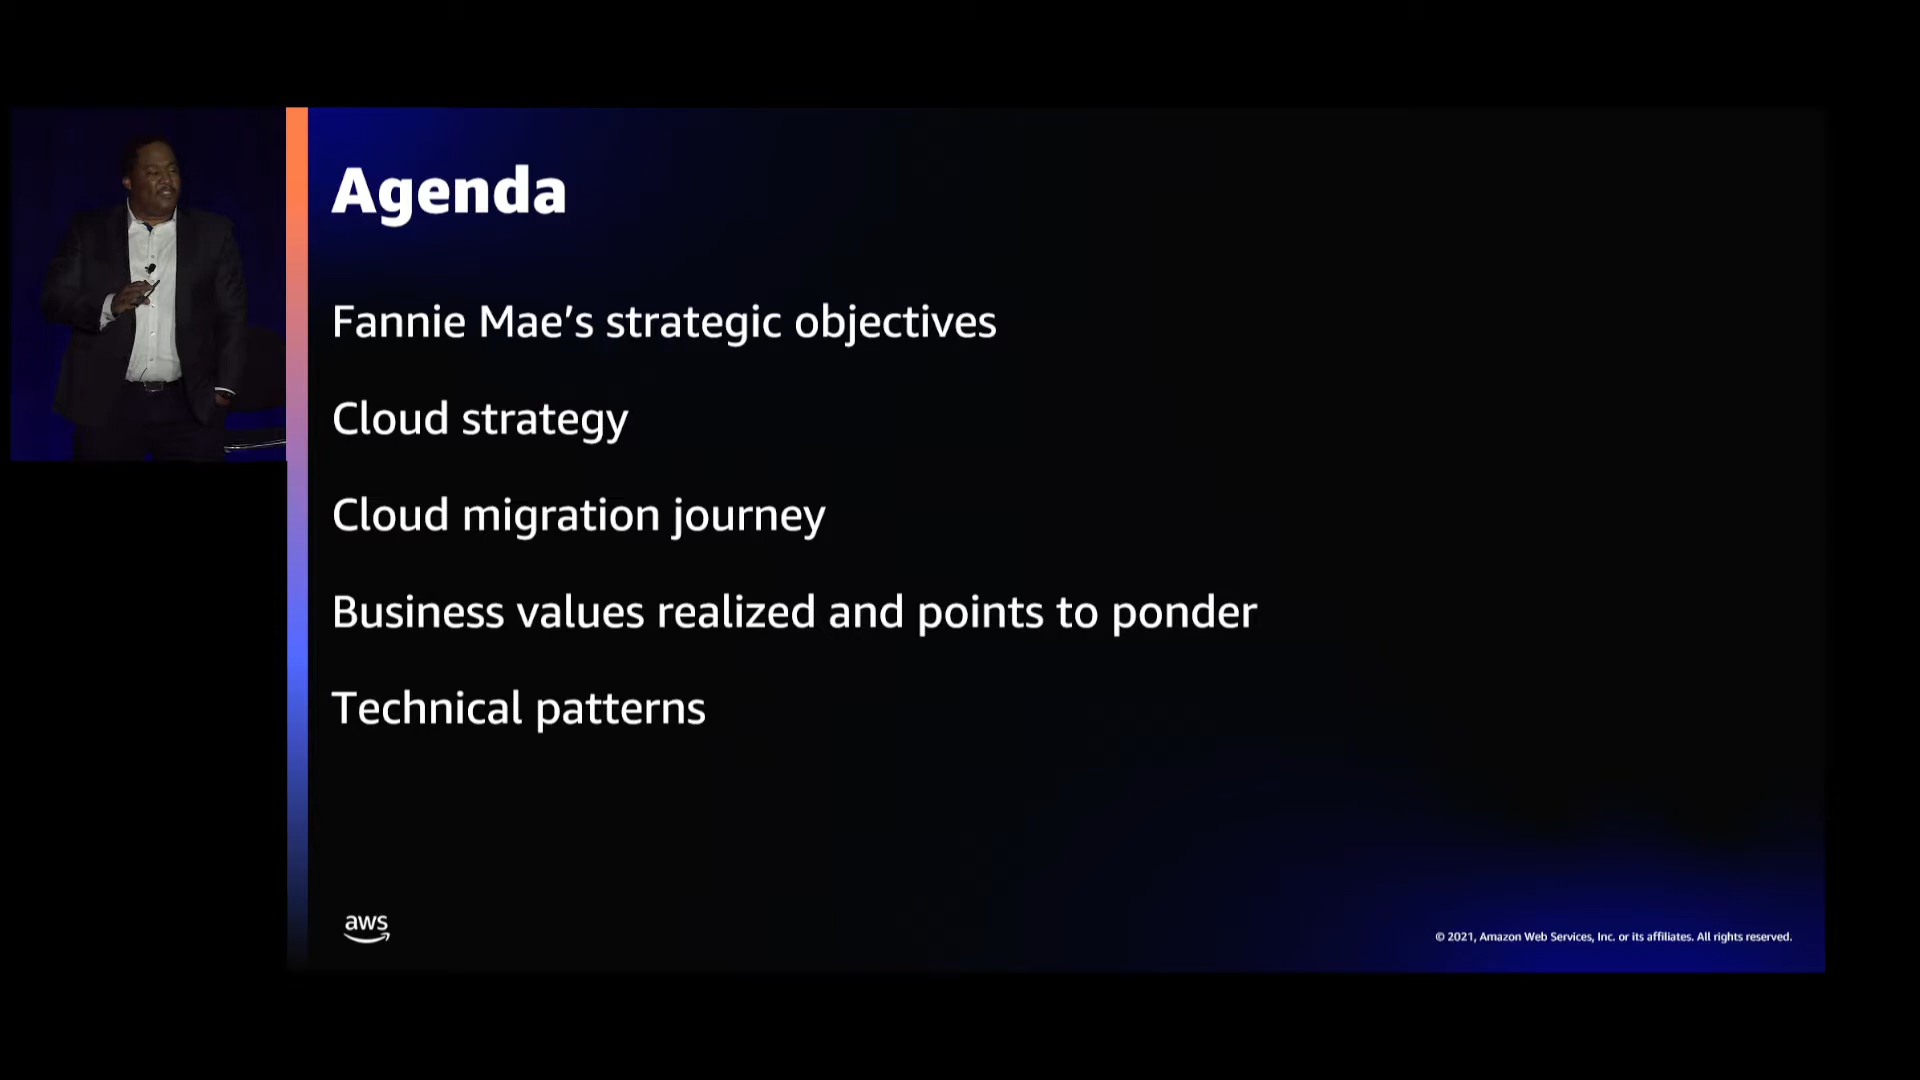 Agenda
Fannie Mae’s strategic objectives
Cloud strategy
Cloud migration journey
Business values realized and points to ponder
Technical patterns
aws
© 2021, Amazon Web Services, Inc. or its affiliates. All rights reserved.